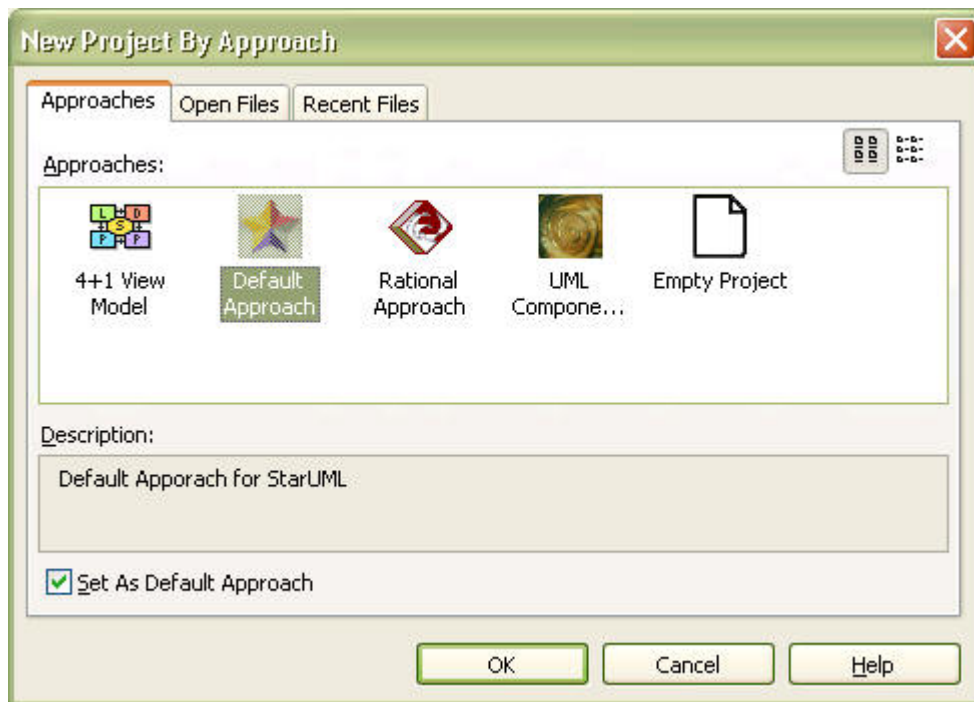 New Project By Approach
Approaches
Open Files
Recent Files
Approaches:
L D
S
P P
4+1 View
Model
Default
Approach
Rational
Approach
UML
Compone...
Empty Project
Description:
Default Apporach for StarUML
Set As Default Approach
OK
Cancel
Help